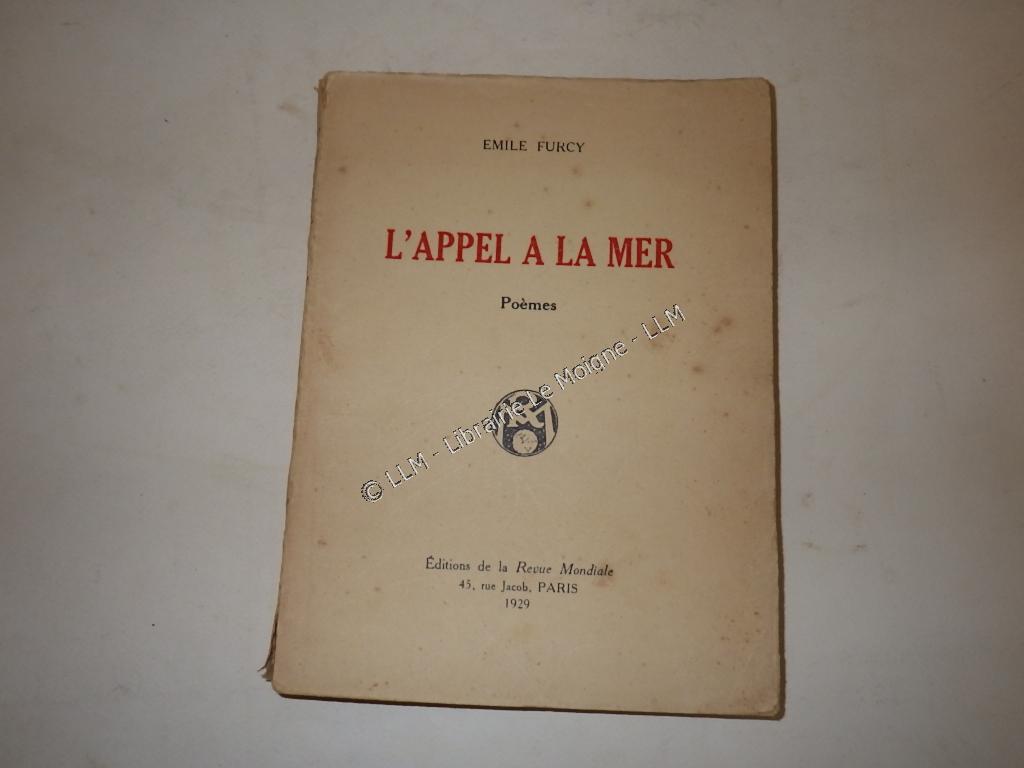 EMILE FURCY
L'APPEL A LA MER
Poèmes
© LLM - Librairie Le Moigne - LLM
Éditions de la Revue Mondiale
45, rue Jacob, PARIS
1929